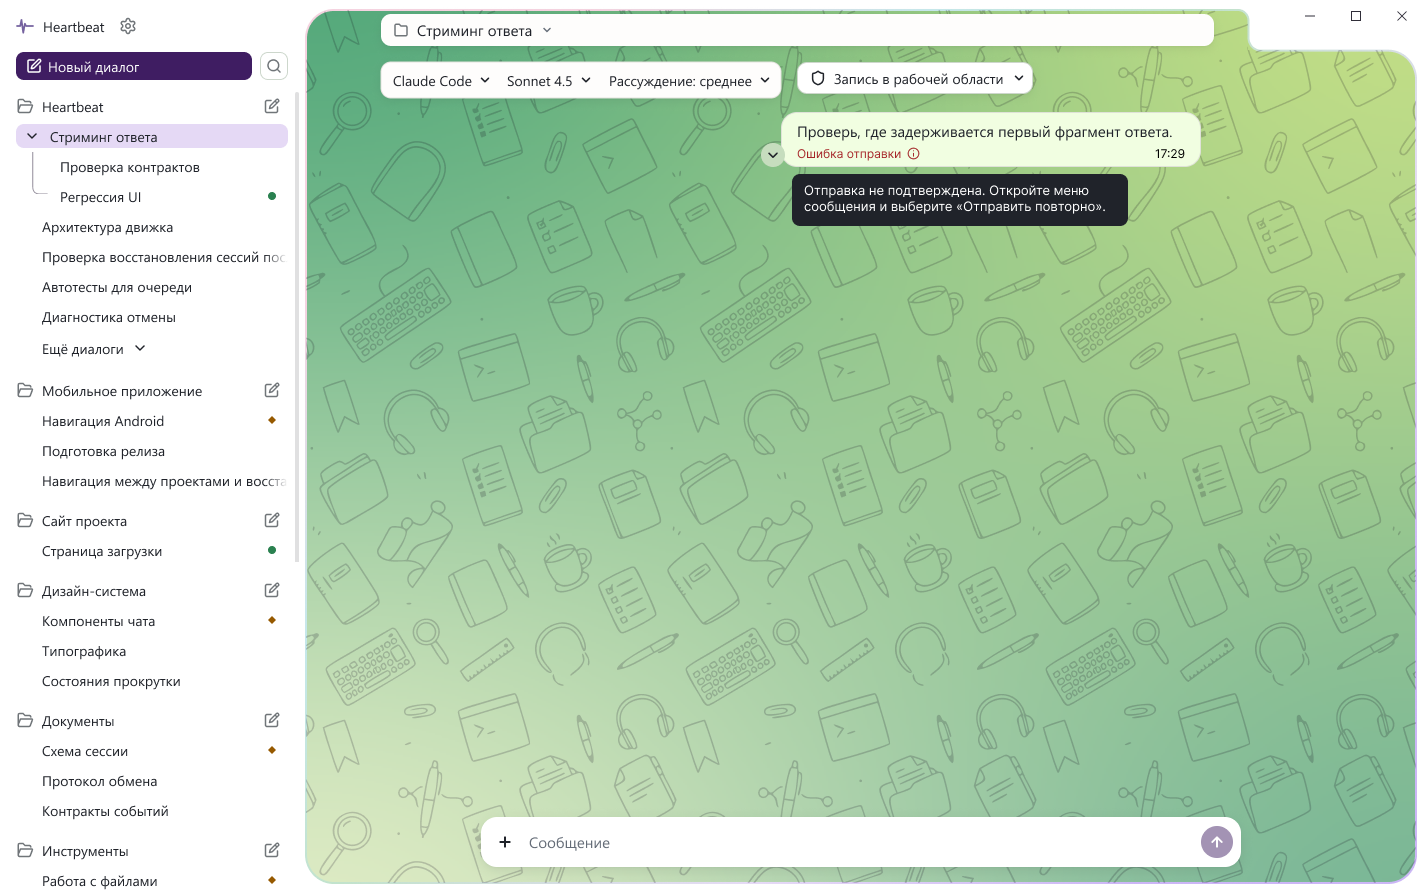 Heartbeat
Новый диалог
Heartbeat
Стриминг ответа
Проверка контрактов
Регрессия UI
Архитектура движка
Проверка восстановления сессий пос
Автотесты для очереди
Диагностика отмены
Ещё диалоги
Мобильное приложение
Навигация Android
Подготовка релиза
Навигация между проектами и восста
Сайт проекта
Страница загрузки
Дизайн-система
Компоненты чата
Типографика
Состояния прокрутки
Документы
Схема сессии
Протокол обмена
Контракты событий
Инструменты
Работа с файлами
Стриминг ответа
Claude Code Sonnet 4.5 Рассуждение: среднее Запись в рабочей области
Проверь, где задерживается первый фрагмент ответа.
Ошибка отправки 17:29
Отправка не подтверждена. Откройте меню
сообщения и выберите «Отправить повторно».
Сообщение